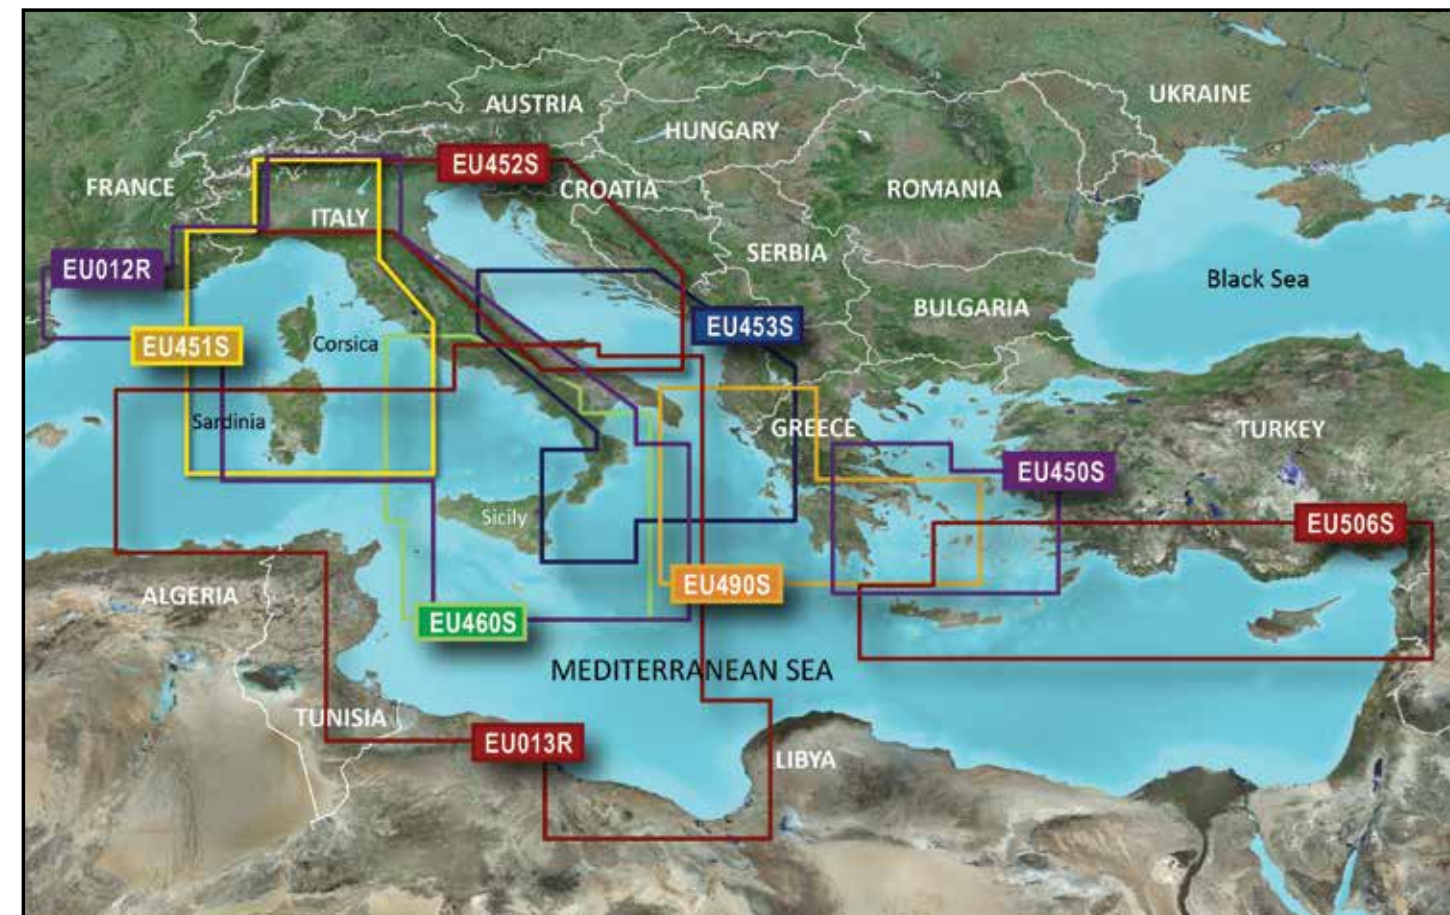 UKRAINE
AUSTRIA
HUNGARY
EU452S
FRANCE
CROATIA
ROMANIA
ITALY
SERBIA
EU012R
Black Sea
BULGARIA
EU453S
EU451S
Corsica
Sardinia
GREECE
TURKEY
EU450S
Sicily
EU506S
EU490S
ALGERIA
EU460S
MEDITERRANEAN SEA
TUNISIA
EU013R
LIBYA